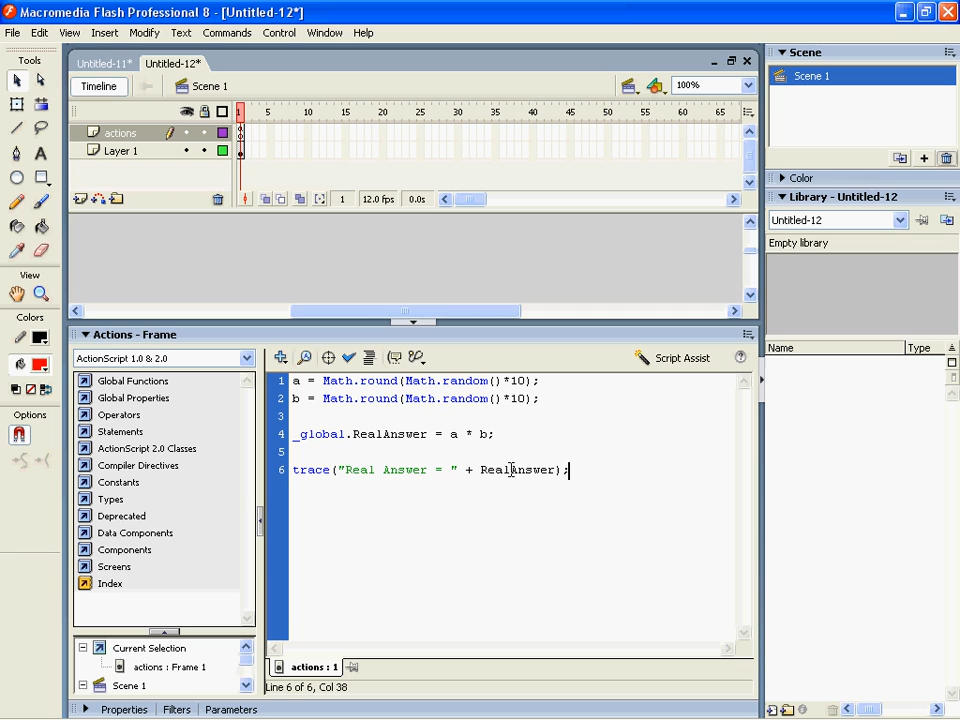 Macromedia Flash Professional 8 - [Untitled-12*]
File Edit View Insert Modify Text Commands Control Window Help
Tools
View
Colors
Options
Untitled-11* Untitled-12*
Timeline Scene 1 100%
1 5 10 15 20 25 30 35 40 45 50 55 60 65
actions
Layer 1
1 12.0 fps 0.0s
Actions - Frame
ActionScript 1.0 & 2.0
Script Assist
Global Functions
Global Properties
Operators
Statements
ActionScript 2.0 Classes
Compiler Directives
Constants
Types
Deprecated
Data Components
Components
Screens
Index
Current Selection
actions : Frame 1
Scene 1
1 a = Math.round(Math.random()*10);
2 b = Math.round(Math.random()*10);
3
4 _global.RealAnswer = a * b;
5
6 trace("Real Answer = " + RealAnswer);
actions : 1
Line 6 of 6, Col 38
Properties Filters Parameters
Scene
Scene 1
Color
Library - Untitled-12
Untitled-12
Empty library
Name Type